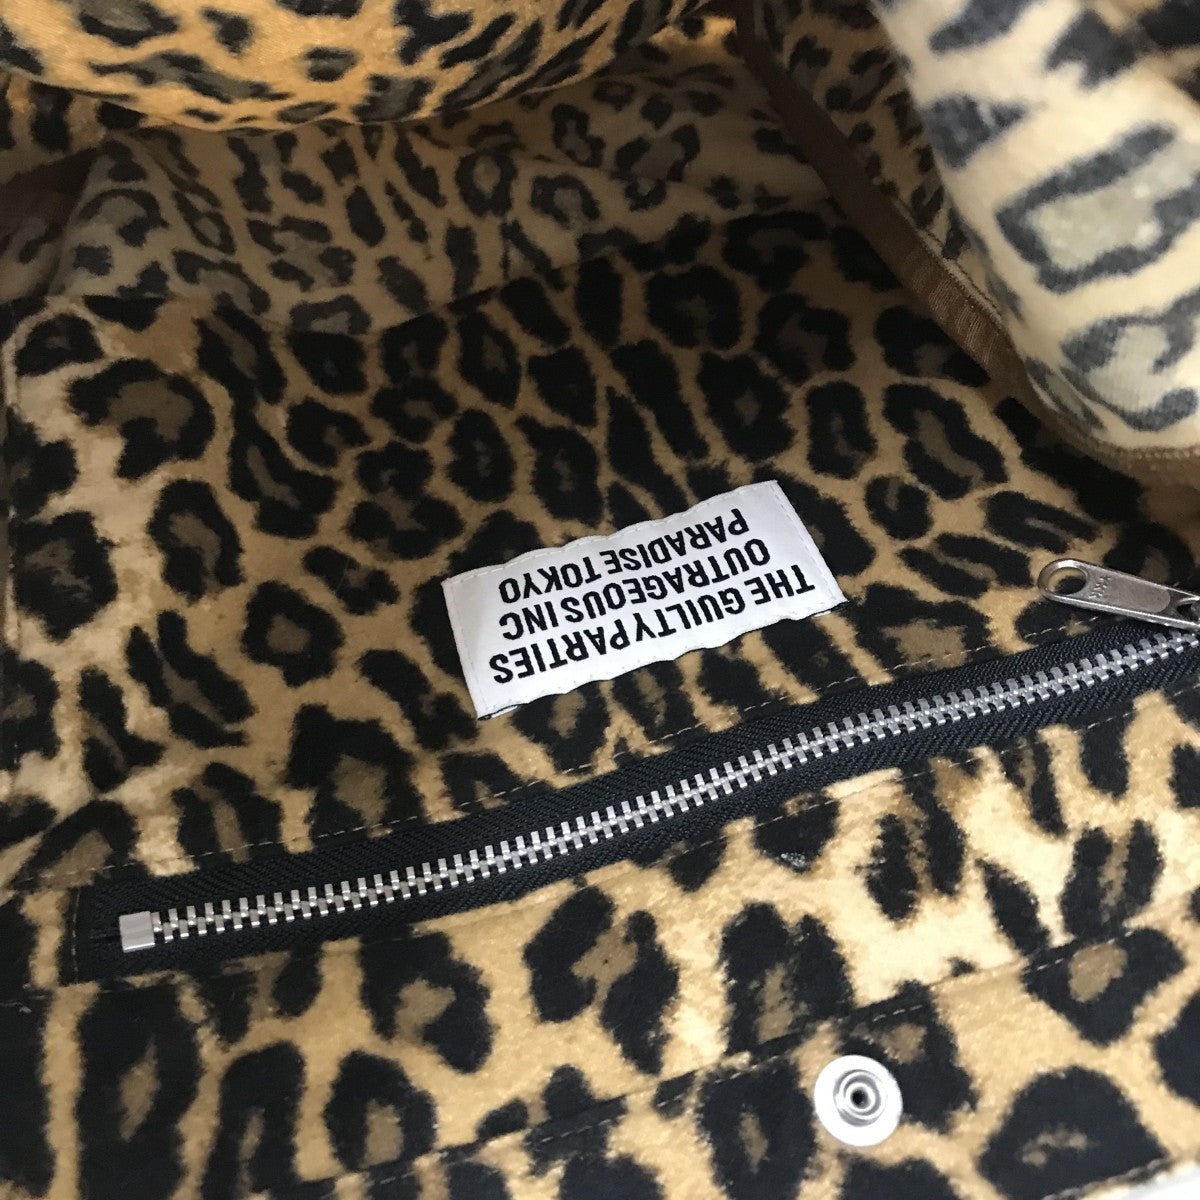 THE GUILTY PARTIES
OUTRAGEOUS INC
PARADISE TOKYO